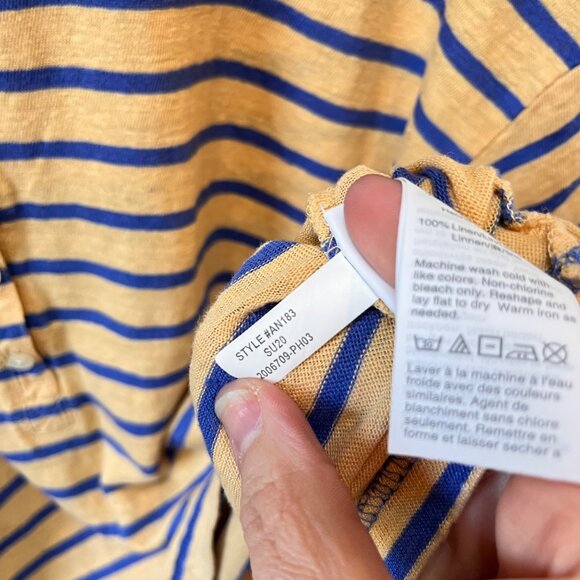 STYLE#AN183
SU20
2006709-PH03
100% Linen/
Machine wash cold with
like colors. Non-chlorine
bleach only. Reshape and
lay flat to dry Warm iron as
needed.
Laver à la machine à l'eau
froide avec des couleurs
similaires. Agent de
blanchiment sans chlore
seulement. Remettre en
forme et laisser sécher à